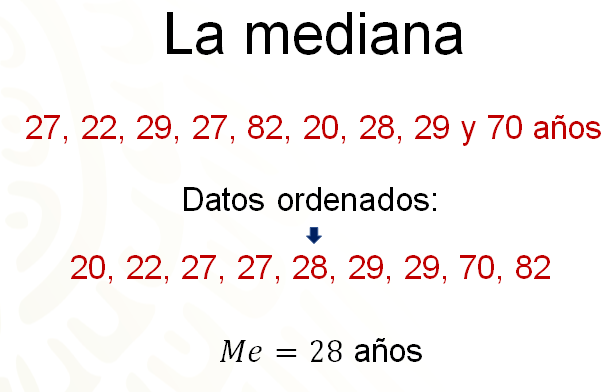 La mediana
27, 22, 29, 27, 82, 20, 28, 29 y 70 años
Datos ordenados:
20, 22, 27, 27, 28, 29, 29, 70, 82
Me = 28 años